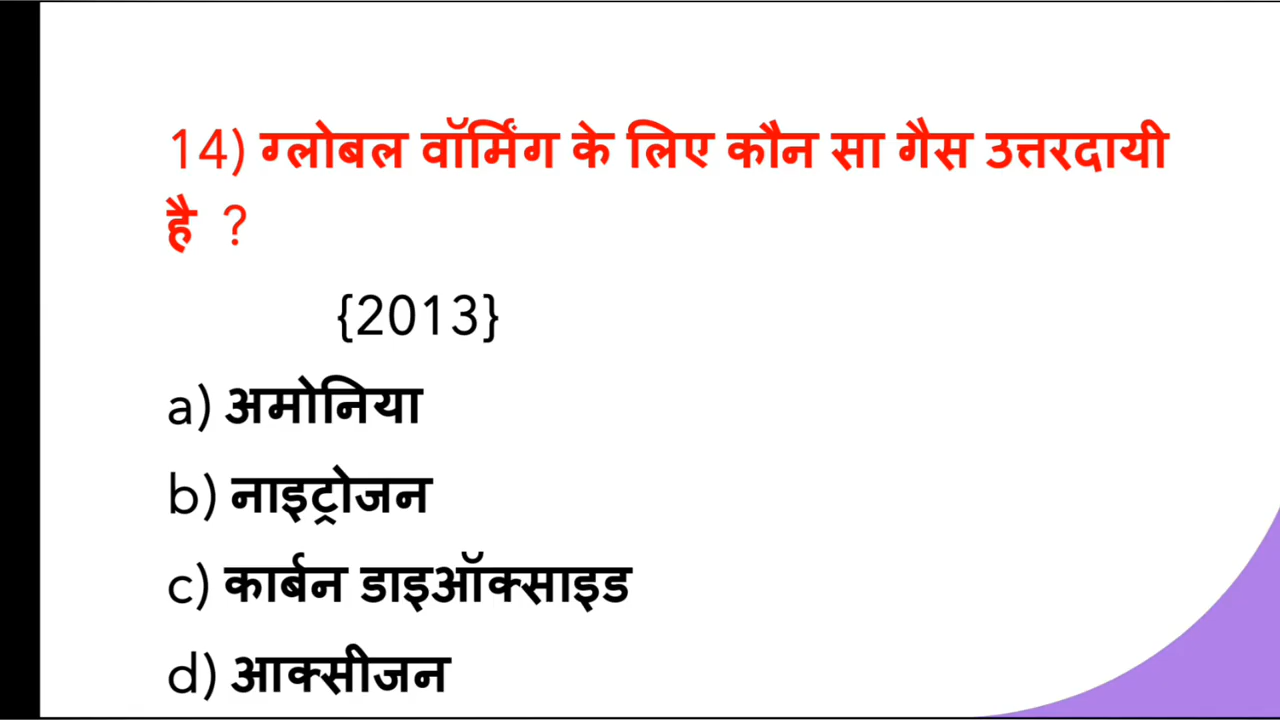 14) ग्लोबल वॉर्मिंग के लिए कौन सा गैस उत्तरदायी
है ?
{2013}
a) अमोनिया
b) नाइट्रोजन
c) कार्बन डाइऑक्साइड
d) आक्सीजन